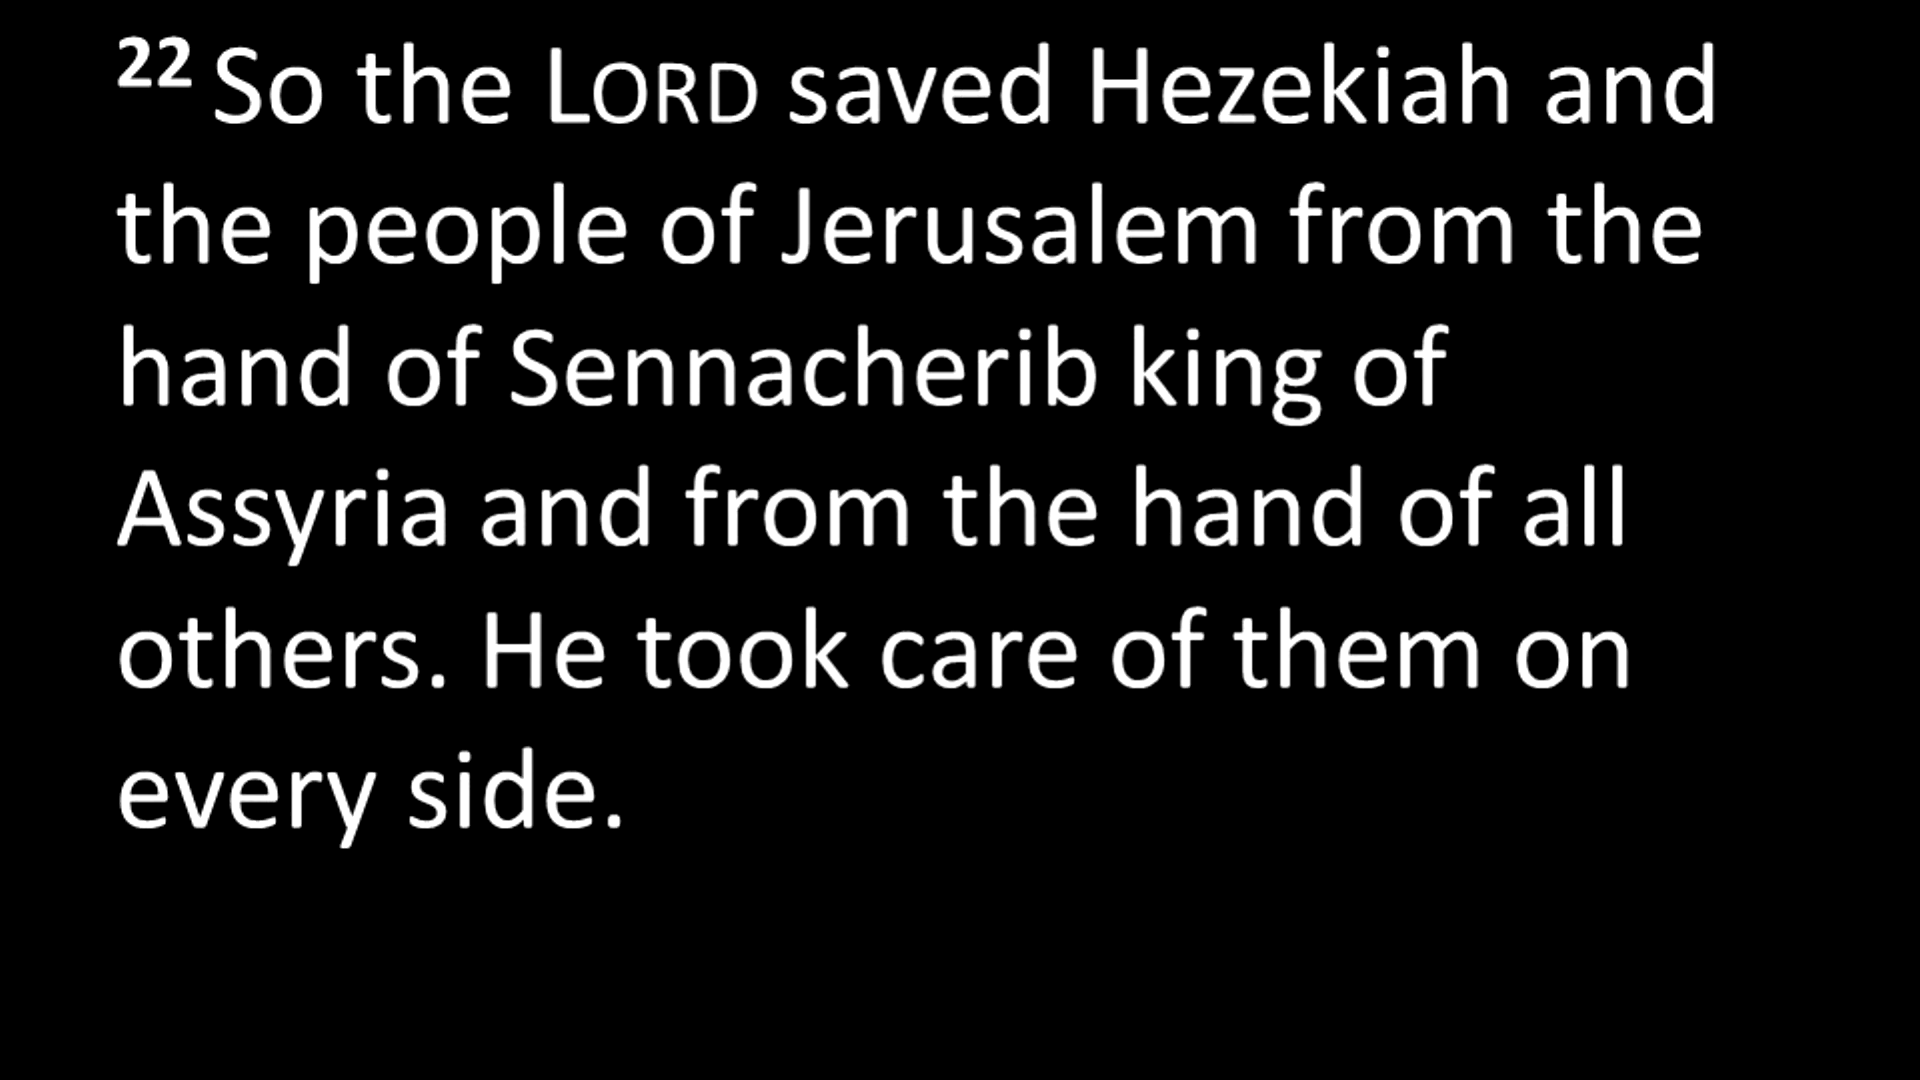 22 So the LORD saved Hezekiah and
the people of Jerusalem from the
hand of Sennacherib king of
Assyria and from the hand of all
others. He took care of them on
every side.